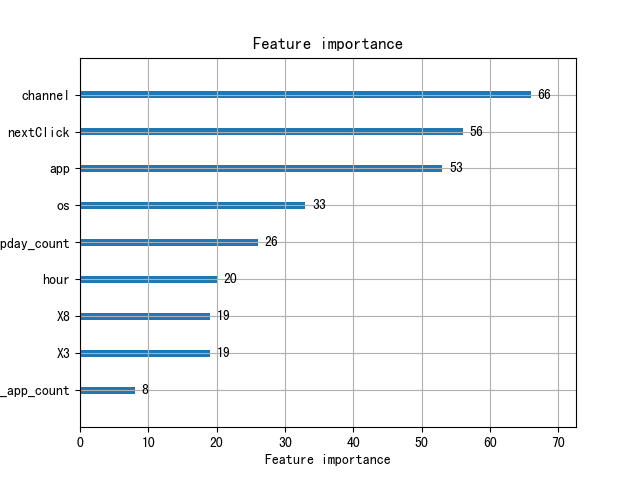 Feature importance
channel
66
nextClick
56
app
53
os
33
pday_count
26
hour
20
X8
19
X3
19
_app_count
8
0 10 20 30 40 50 60 70
Feature importance